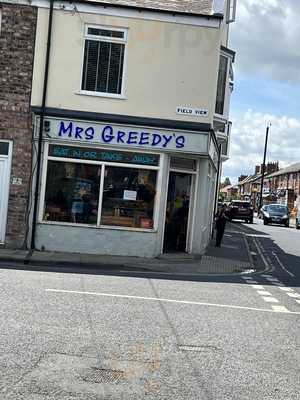 FIELD VIEW
MRS GREEDY'S
EAT IN OR TAKE - AWAY